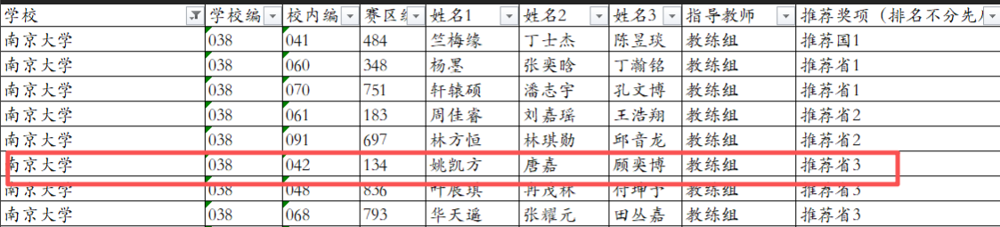 学校 学校编 校内编 赛区编 姓名1 姓名2 姓名3 指导教师 推荐奖项（排名不分先后
南京大学 038 041 484 竺梅缘 丁士杰 陈昱琰 教练组 推荐国1
南京大学 038 060 348 杨墨 张奕晗 丁瀚铭 教练组 推荐省1
南京大学 038 070 751 轩辕硕 潘志宇 孔文博 教练组 推荐省1
南京大学 038 061 183 周佳睿 刘嘉瑶 王浩翔 教练组 推荐省2
南京大学 038 091 697 林方恒 林琪勋 邱音龙 教练组 推荐省2
南京大学 038 042 134 姚凯方 唐嘉 顾奕博 教练组 推荐省3
南京大学 038 048 836 叶展琪 冉茂林 付坤予 教练组 推荐省3
南京大学 038 068 793 华天遥 张耀元 田丛嘉 教练组 推荐省3